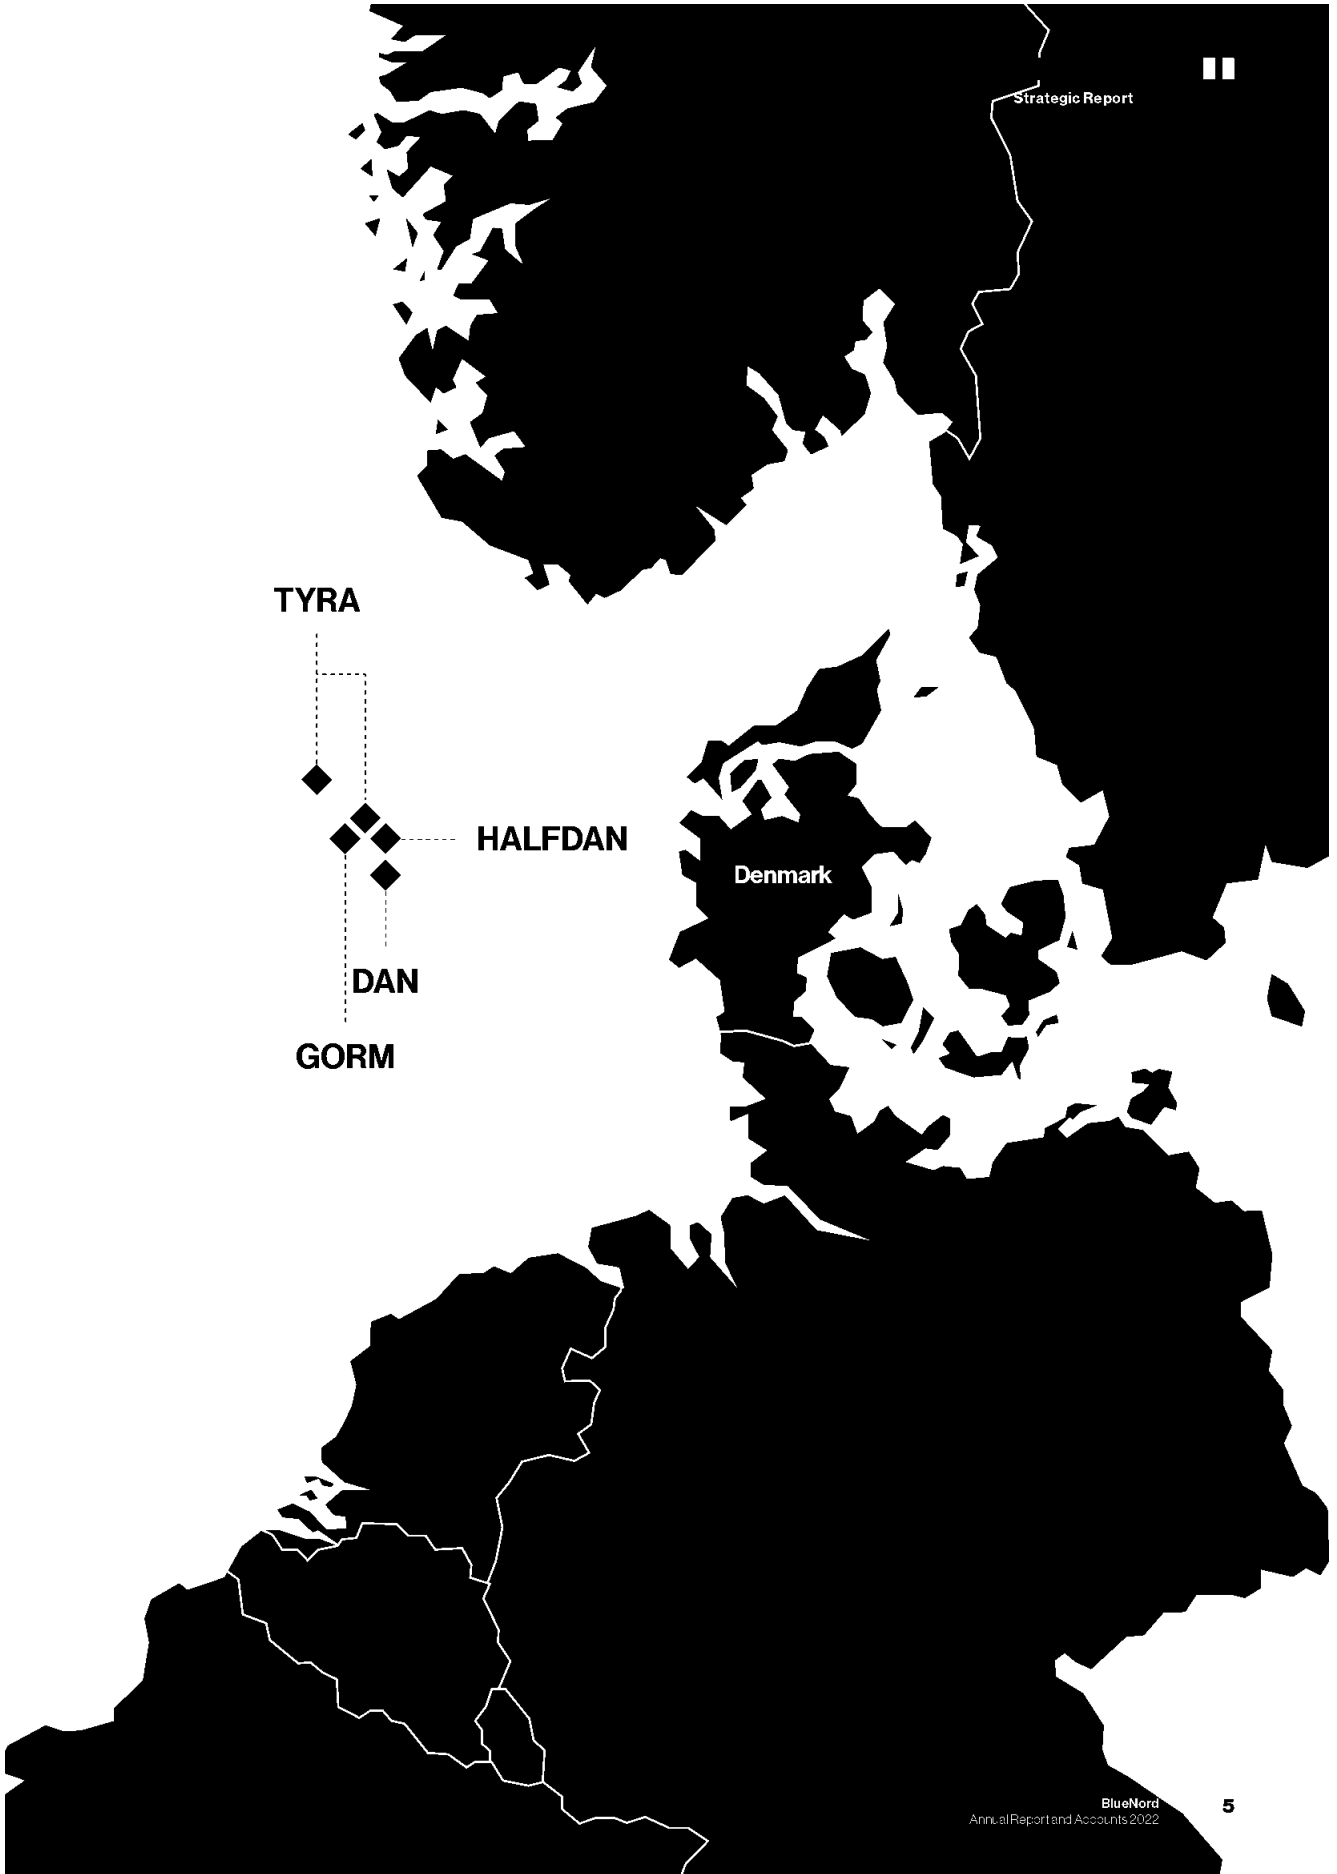 Strategic Report
TYRA
HALFDAN
Denmark
DAN
GORM
BlueNord
Annual Report and Accounts 2022
5